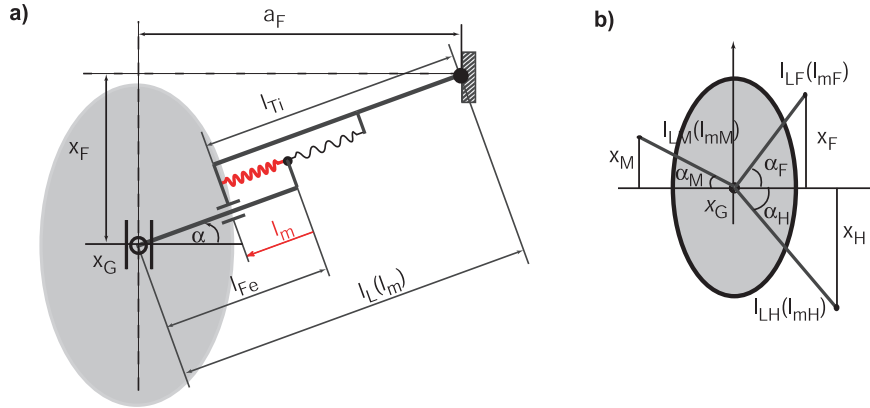 a)
b)
a_F
l_Ti
x_F
α
x_G
l_m
l_Fe
l_L(l_m)
l_LF(l_mF)
l_LM(l_mM)
x_M
α_M
α_F
x_F
x_G
α_H
x_H
l_LH(l_mH)